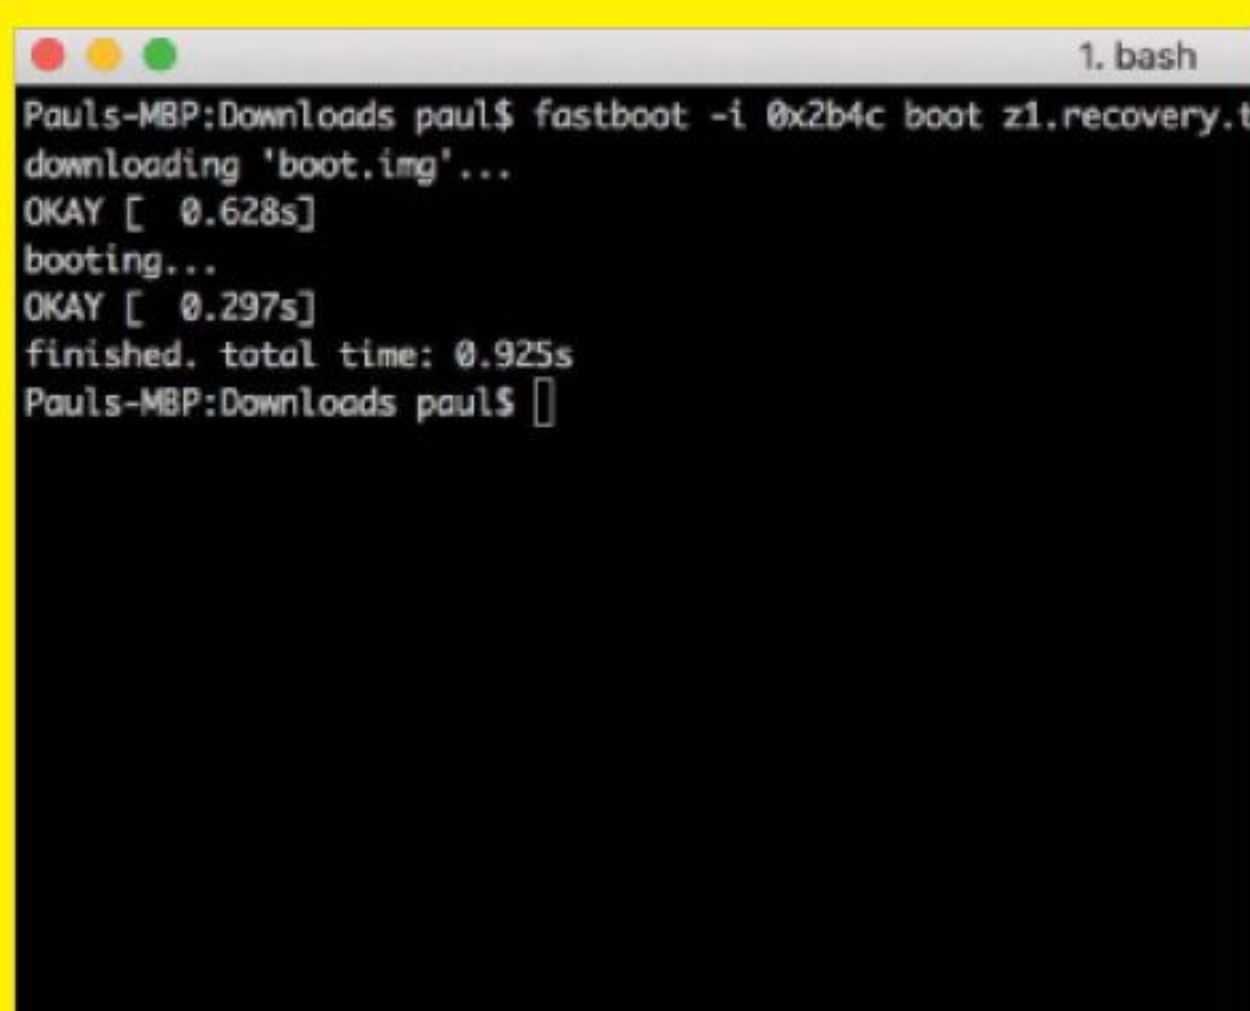 1. bash
Pauls-MBP:Downloads paul$ fastboot -i 0x2b4c boot z1.recovery.t
downloading 'boot.img'...
OKAY [  0.628s]
booting...
OKAY [  0.297s]
finished. total time: 0.925s
Pauls-MBP:Downloads paul$